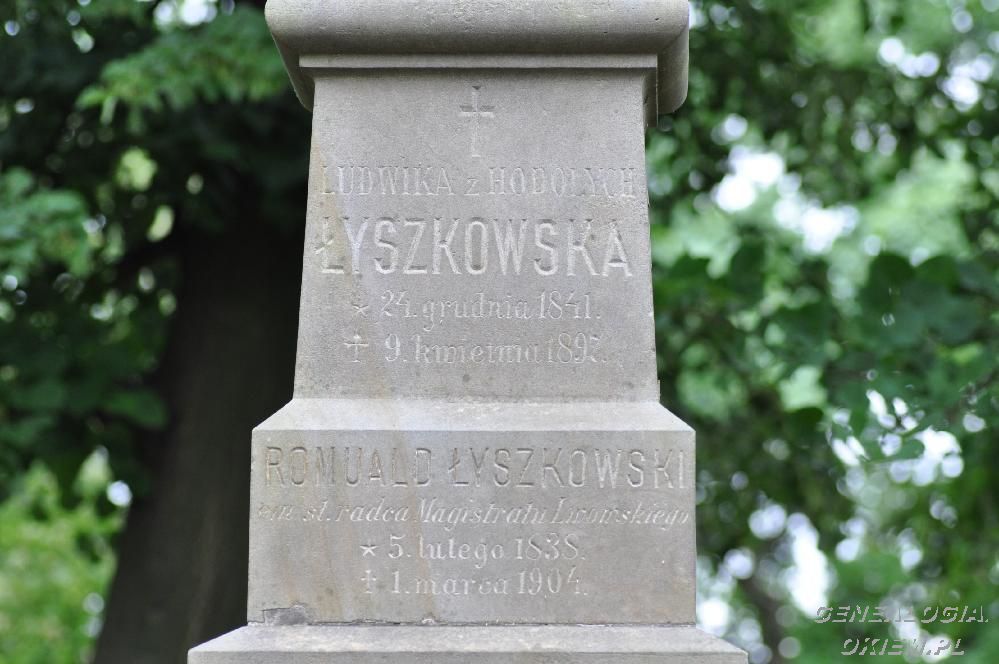 LUDWIKA z HODOLYCH
ŁYSZKOWSKA
* 24. grudnia 1841.
✝ 9. kwietnia 1897.
ROMUALD ŁYSZKOWSKI
em. st. radca Magistratu Lwowskiego
* 5. lutego 1838.
✝ 1. marca 1904.
GENEALOGIA.
OKIEM.PL